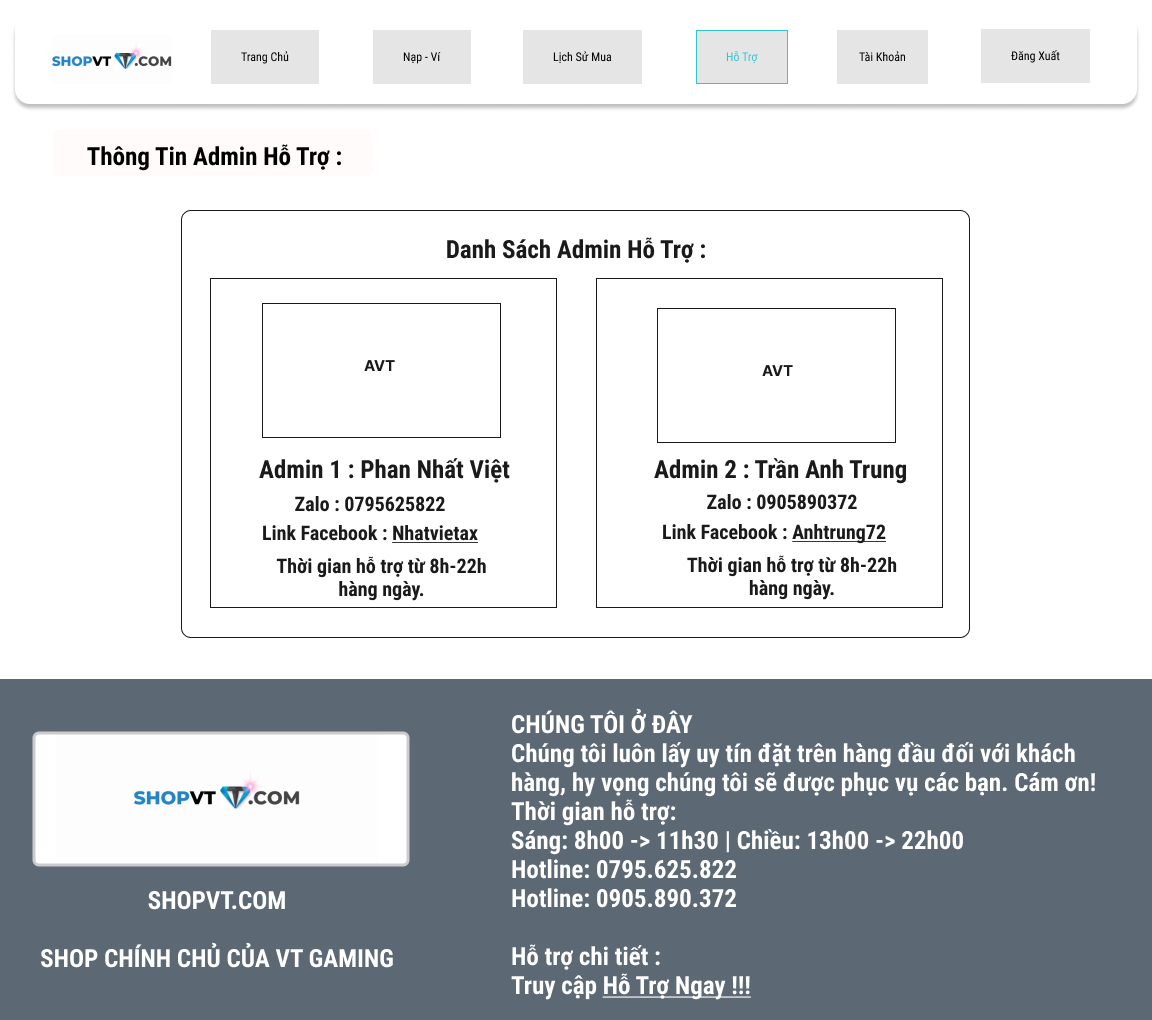 SHOPVT.COM
Trang Chủ
Nạp - Ví
Lịch Sử Mua
Hỗ Trợ
Tài Khoản
Đăng Xuất
Thông Tin Admin Hỗ Trợ :
Danh Sách Admin Hỗ Trợ :
AVT
Admin 1 : Phan Nhất Việt
Zalo : 0795625822
Link Facebook : Nhatvietax
Thời gian hỗ trợ từ 8h-22h
hàng ngày.
AVT
Admin 2 : Trần Anh Trung
Zalo : 0905890372
Link Facebook : Anhtrung72
Thời gian hỗ trợ từ 8h-22h
hàng ngày.
SHOPVT.COM
SHOPVT.COM
SHOP CHÍNH CHỦ CỦA VT GAMING
CHÚNG TÔI Ở ĐÂY
Chúng tôi luôn lấy uy tín đặt trên hàng đầu đối với khách
hàng, hy vọng chúng tôi sẽ được phục vụ các bạn. Cám ơn!
Thời gian hỗ trợ:
Sáng: 8h00 -> 11h30 | Chiều: 13h00 -> 22h00
Hotline: 0795.625.822
Hotline: 0905.890.372
Hỗ trợ chi tiết :
Truy cập Hỗ Trợ Ngay !!!